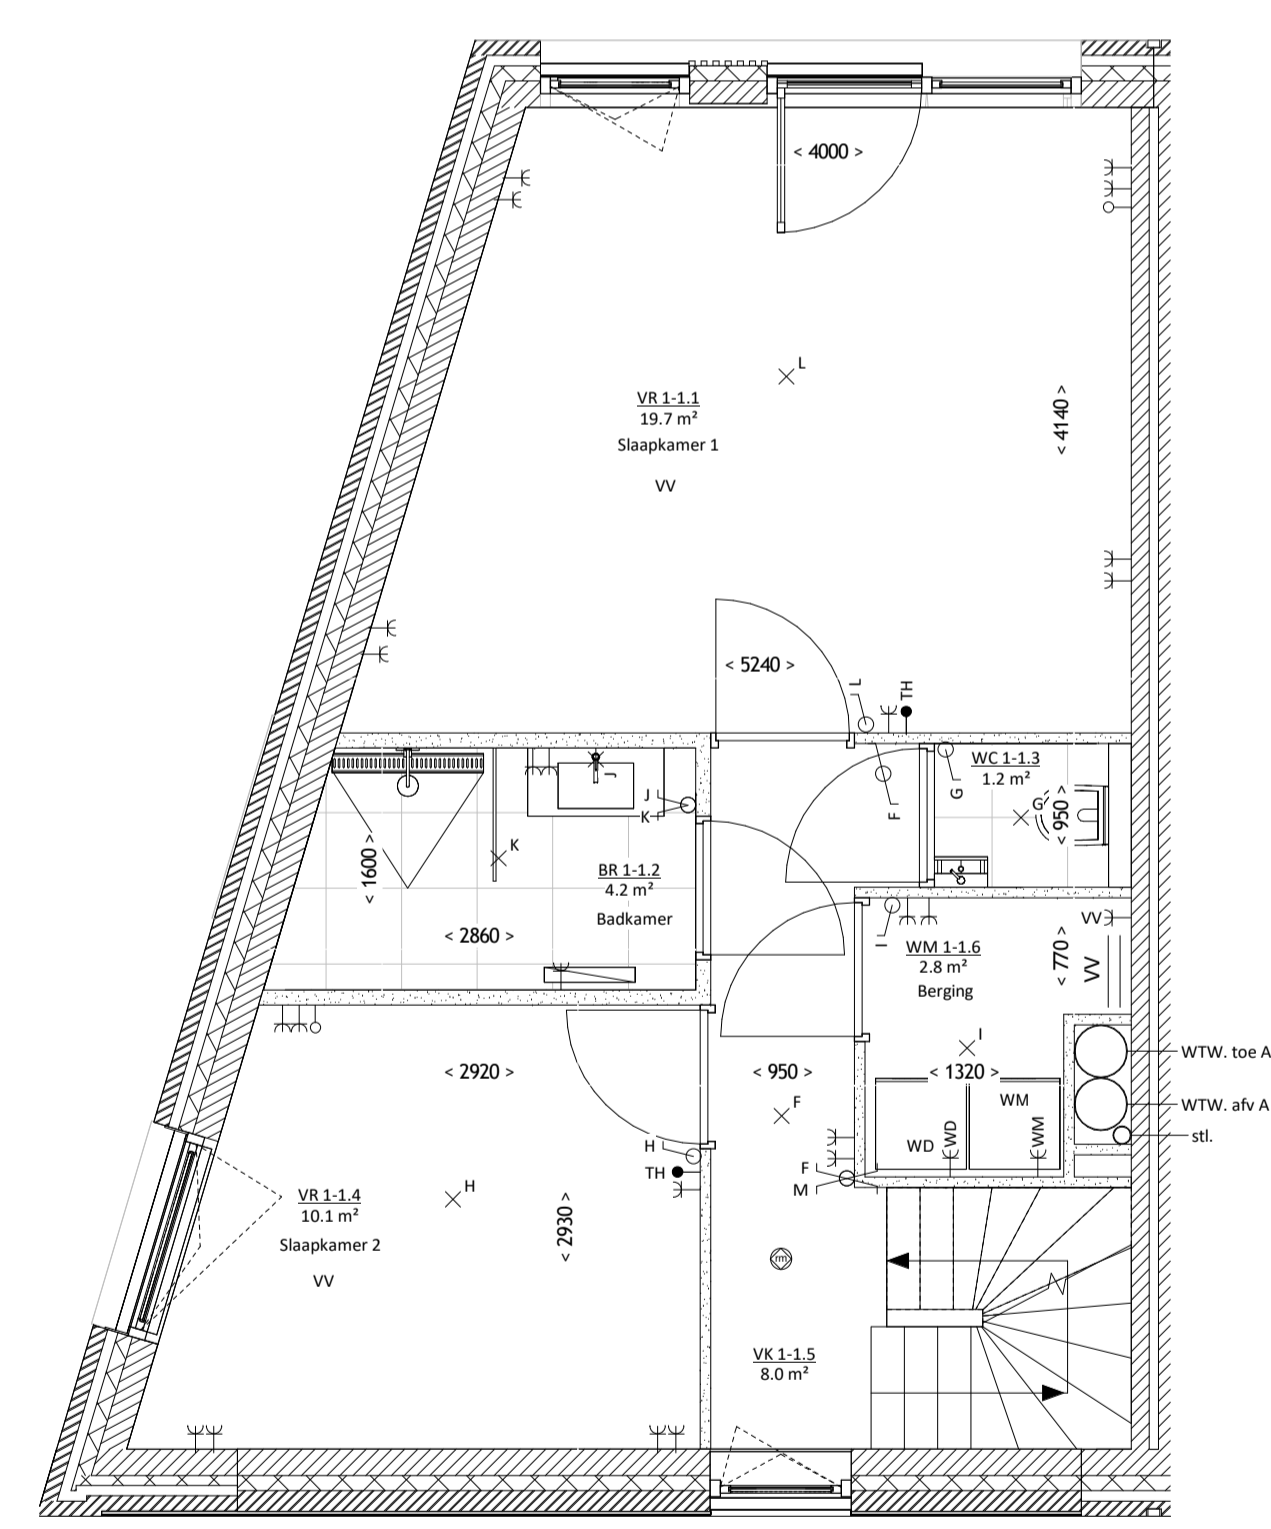 < 4000 >
L
VR 1-1.1
19.7 m²
Slaapkamer 1
VV
< 4140 >
< 5240 >
L
TH
J
J
K
K
< 1600 >
BR 1-1.2
4.2 m²
Badkamer
< 2860 >
F
G
WC 1-1.3
1.2 m²
G
< 950 >
I
WM 1-1.6
2.8 m²
Berging
VV
< 770 >
VV
I
< 2920 >
< 950 >
< 1320 >
WTW. toe A
WTW. afv A
stl.
F
WM
WD
WD
WM
H
TH
F
M
VR 1-1.4
10.1 m²
Slaapkamer 2
VV
H
< 2930 >
rm
VK 1-1.5
8.0 m²